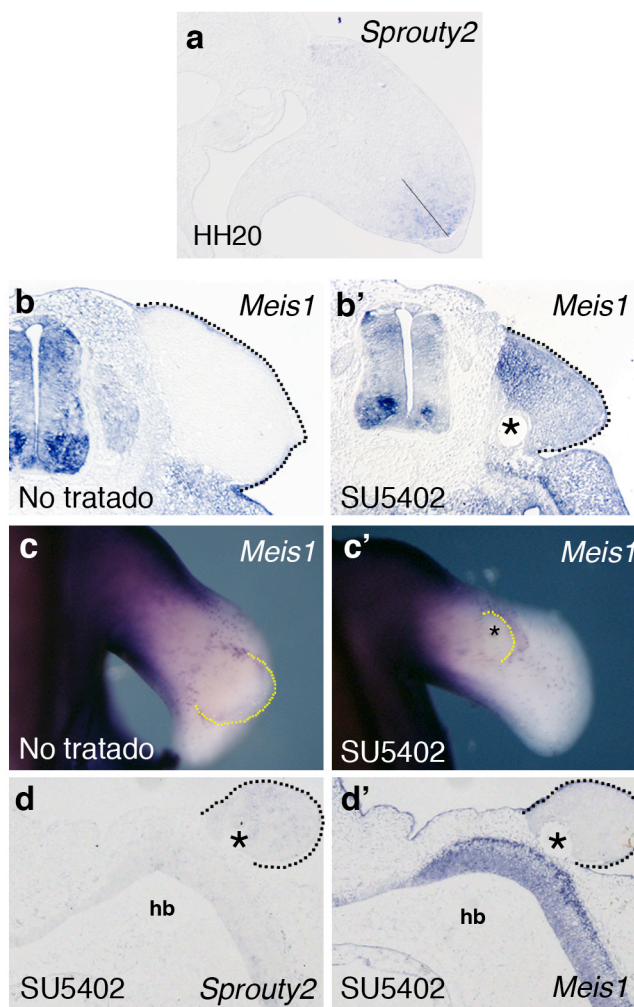 a Sprouty2
HH20
b Meis1
No tratado
b' Meis1
* SU5402
c Meis1
No tratado
c' Meis1
*
SU5402
d
*
hb
SU5402 Sprouty2
d'
*
hb
SU5402 Meis1